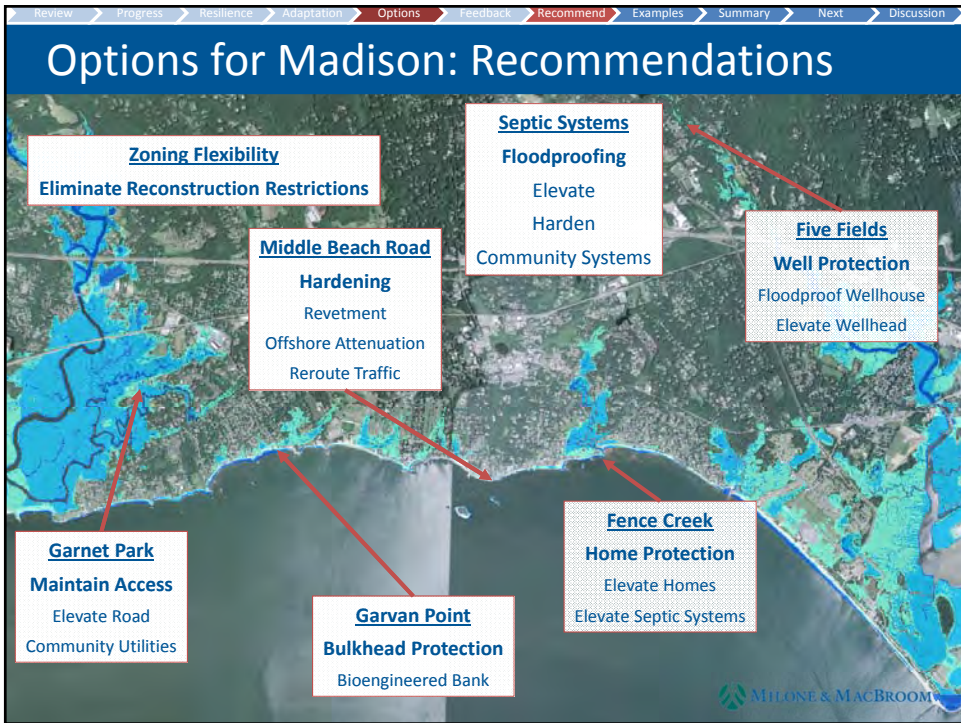 Review Progress Resilience Adaptation Options Feedback Recommend Examples Summary Next Discussion
Options for Madison: Recommendations
Zoning Flexibility
Eliminate Reconstruction Restrictions
Septic Systems
Floodproofing
Elevate
Harden
Community Systems
Middle Beach Road
Hardening
Revetment
Offshore Attenuation
Reroute Traffic
Five Fields
Well Protection
Floodproof Wellhouse
Elevate Wellhead
Garnet Park
Maintain Access
Elevate Road
Community Utilities
Garvan Point
Bulkhead Protection
Bioengineered Bank
Fence Creek
Home Protection
Elevate Homes
Elevate Septic Systems
MILONE & MACBROOM